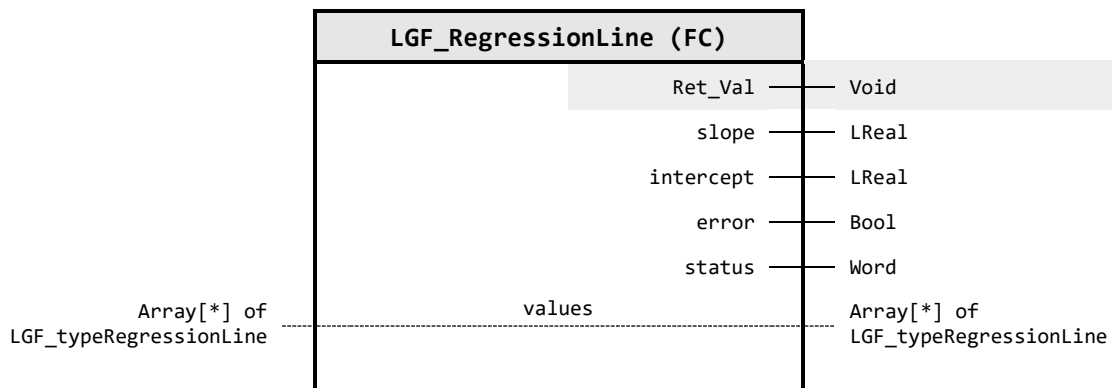 LGF_RegressionLine (FC)
Ret_Val Void
slope LReal
intercept LReal
error Bool
status Word
Array[*] of
LGF_typeRegressionLine
values
Array[*] of
LGF_typeRegressionLine